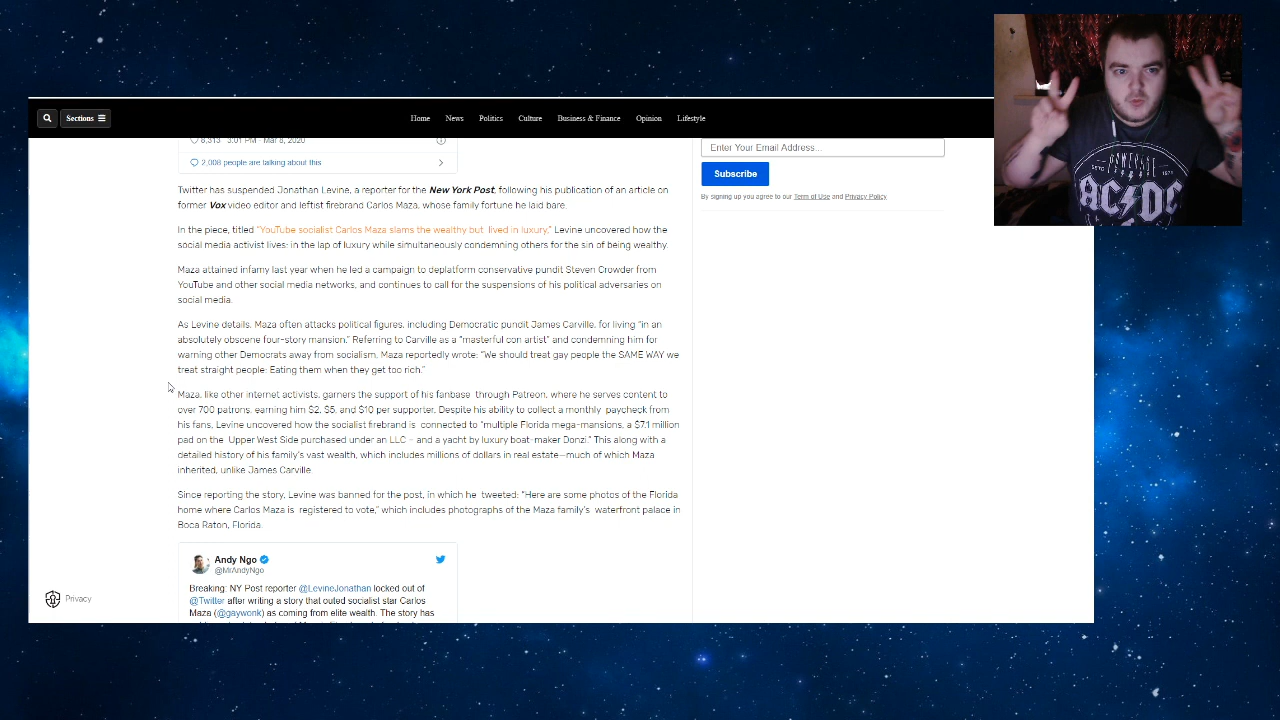 Sections
Home News Politics Culture Business & Finance Opinion Lifestyle
8,313 3:01 PM - Mar 8, 2020
2,008 people are talking about this
Twitter has suspended Jonathan Levine, a reporter for the New York Post, following his publication of an article on
former Vox video editor and leftist firebrand Carlos Maza, whose family fortune he laid bare.
In the piece, titled "YouTube socialist Carlos Maza slams the wealthy but lived in luxury," Levine uncovered how the
social media activist lives: in the lap of luxury while simultaneously condemning others for the sin of being wealthy.
Maza attained infamy last year when he led a campaign to deplatform conservative pundit Steven Crowder from
YouTube and other social media networks, and continues to call for the suspensions of his political adversaries on
social media.
As Levine details, Maza often attacks political figures, including Democratic pundit James Carville, for living "in an
absolutely obscene four-story mansion." Referring to Carville as a "masterful con artist" and condemning him for
warning other Democrats away from socialism, Maza reportedly wrote: "We should treat gay people the SAME WAY we
treat straight people: Eating them when they get too rich."
Maza, like other internet activists, garners the support of his fanbase through Patreon, where he serves content to
over 700 patrons, earning him $2, $5, and $10 per supporter. Despite his ability to collect a monthly paycheck from
his fans, Levine uncovered how the socialist firebrand is connected to "multiple Florida mega-mansions, a $7.1 million
pad on the Upper West Side purchased under an LLC – and a yacht by luxury boat-maker Donzi." This along with a
detailed history of his family's vast wealth, which includes millions of dollars in real estate—much of which Maza
inherited, unlike James Carville.
Since reporting the story, Levine was banned for the post, in which he tweeted: "Here are some photos of the Florida
home where Carlos Maza is registered to vote," which includes photographs of the Maza family's waterfront palace in
Boca Raton, Florida.
Andy Ngo
@MrAndyNgo
Breaking: NY Post reporter @LevineJonathan locked out of
@Twitter after writing a story that outed socialist star Carlos
Maza (@gaywonk) as coming from elite wealth. The story has
Enter Your Email Address...
Subscribe
By signing up you agree to our Term of Use and Privacy Policy
Privacy
AC/DC